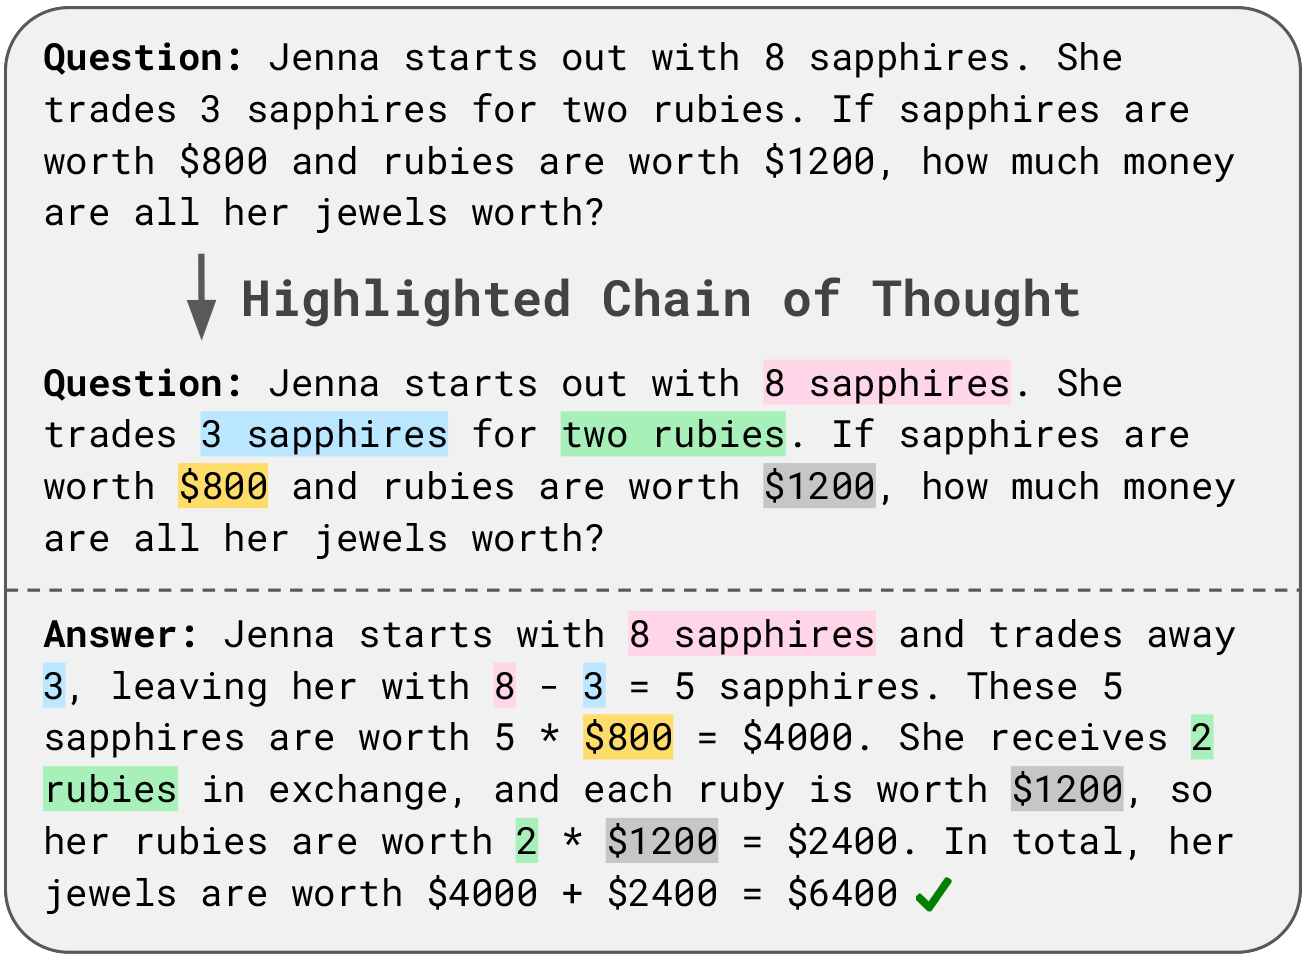 Question: Jenna starts out with 8 sapphires. She
trades 3 sapphires for two rubies. If sapphires are
worth $800 and rubies are worth $1200, how much money
are all her jewels worth?
Highlighted Chain of Thought
Question: Jenna starts out with 8 sapphires. She
trades 3 sapphires for two rubies. If sapphires are
worth $800 and rubies are worth $1200, how much money
are all her jewels worth?
Answer: Jenna starts with 8 sapphires and trades away
3, leaving her with 8 - 3 = 5 sapphires. These 5
sapphires are worth 5 * $800 = $4000. She receives 2
rubies in exchange, and each ruby is worth $1200, so
her rubies are worth 2 * $1200 = $2400. In total, her
jewels are worth $4000 + $2400 = $6400